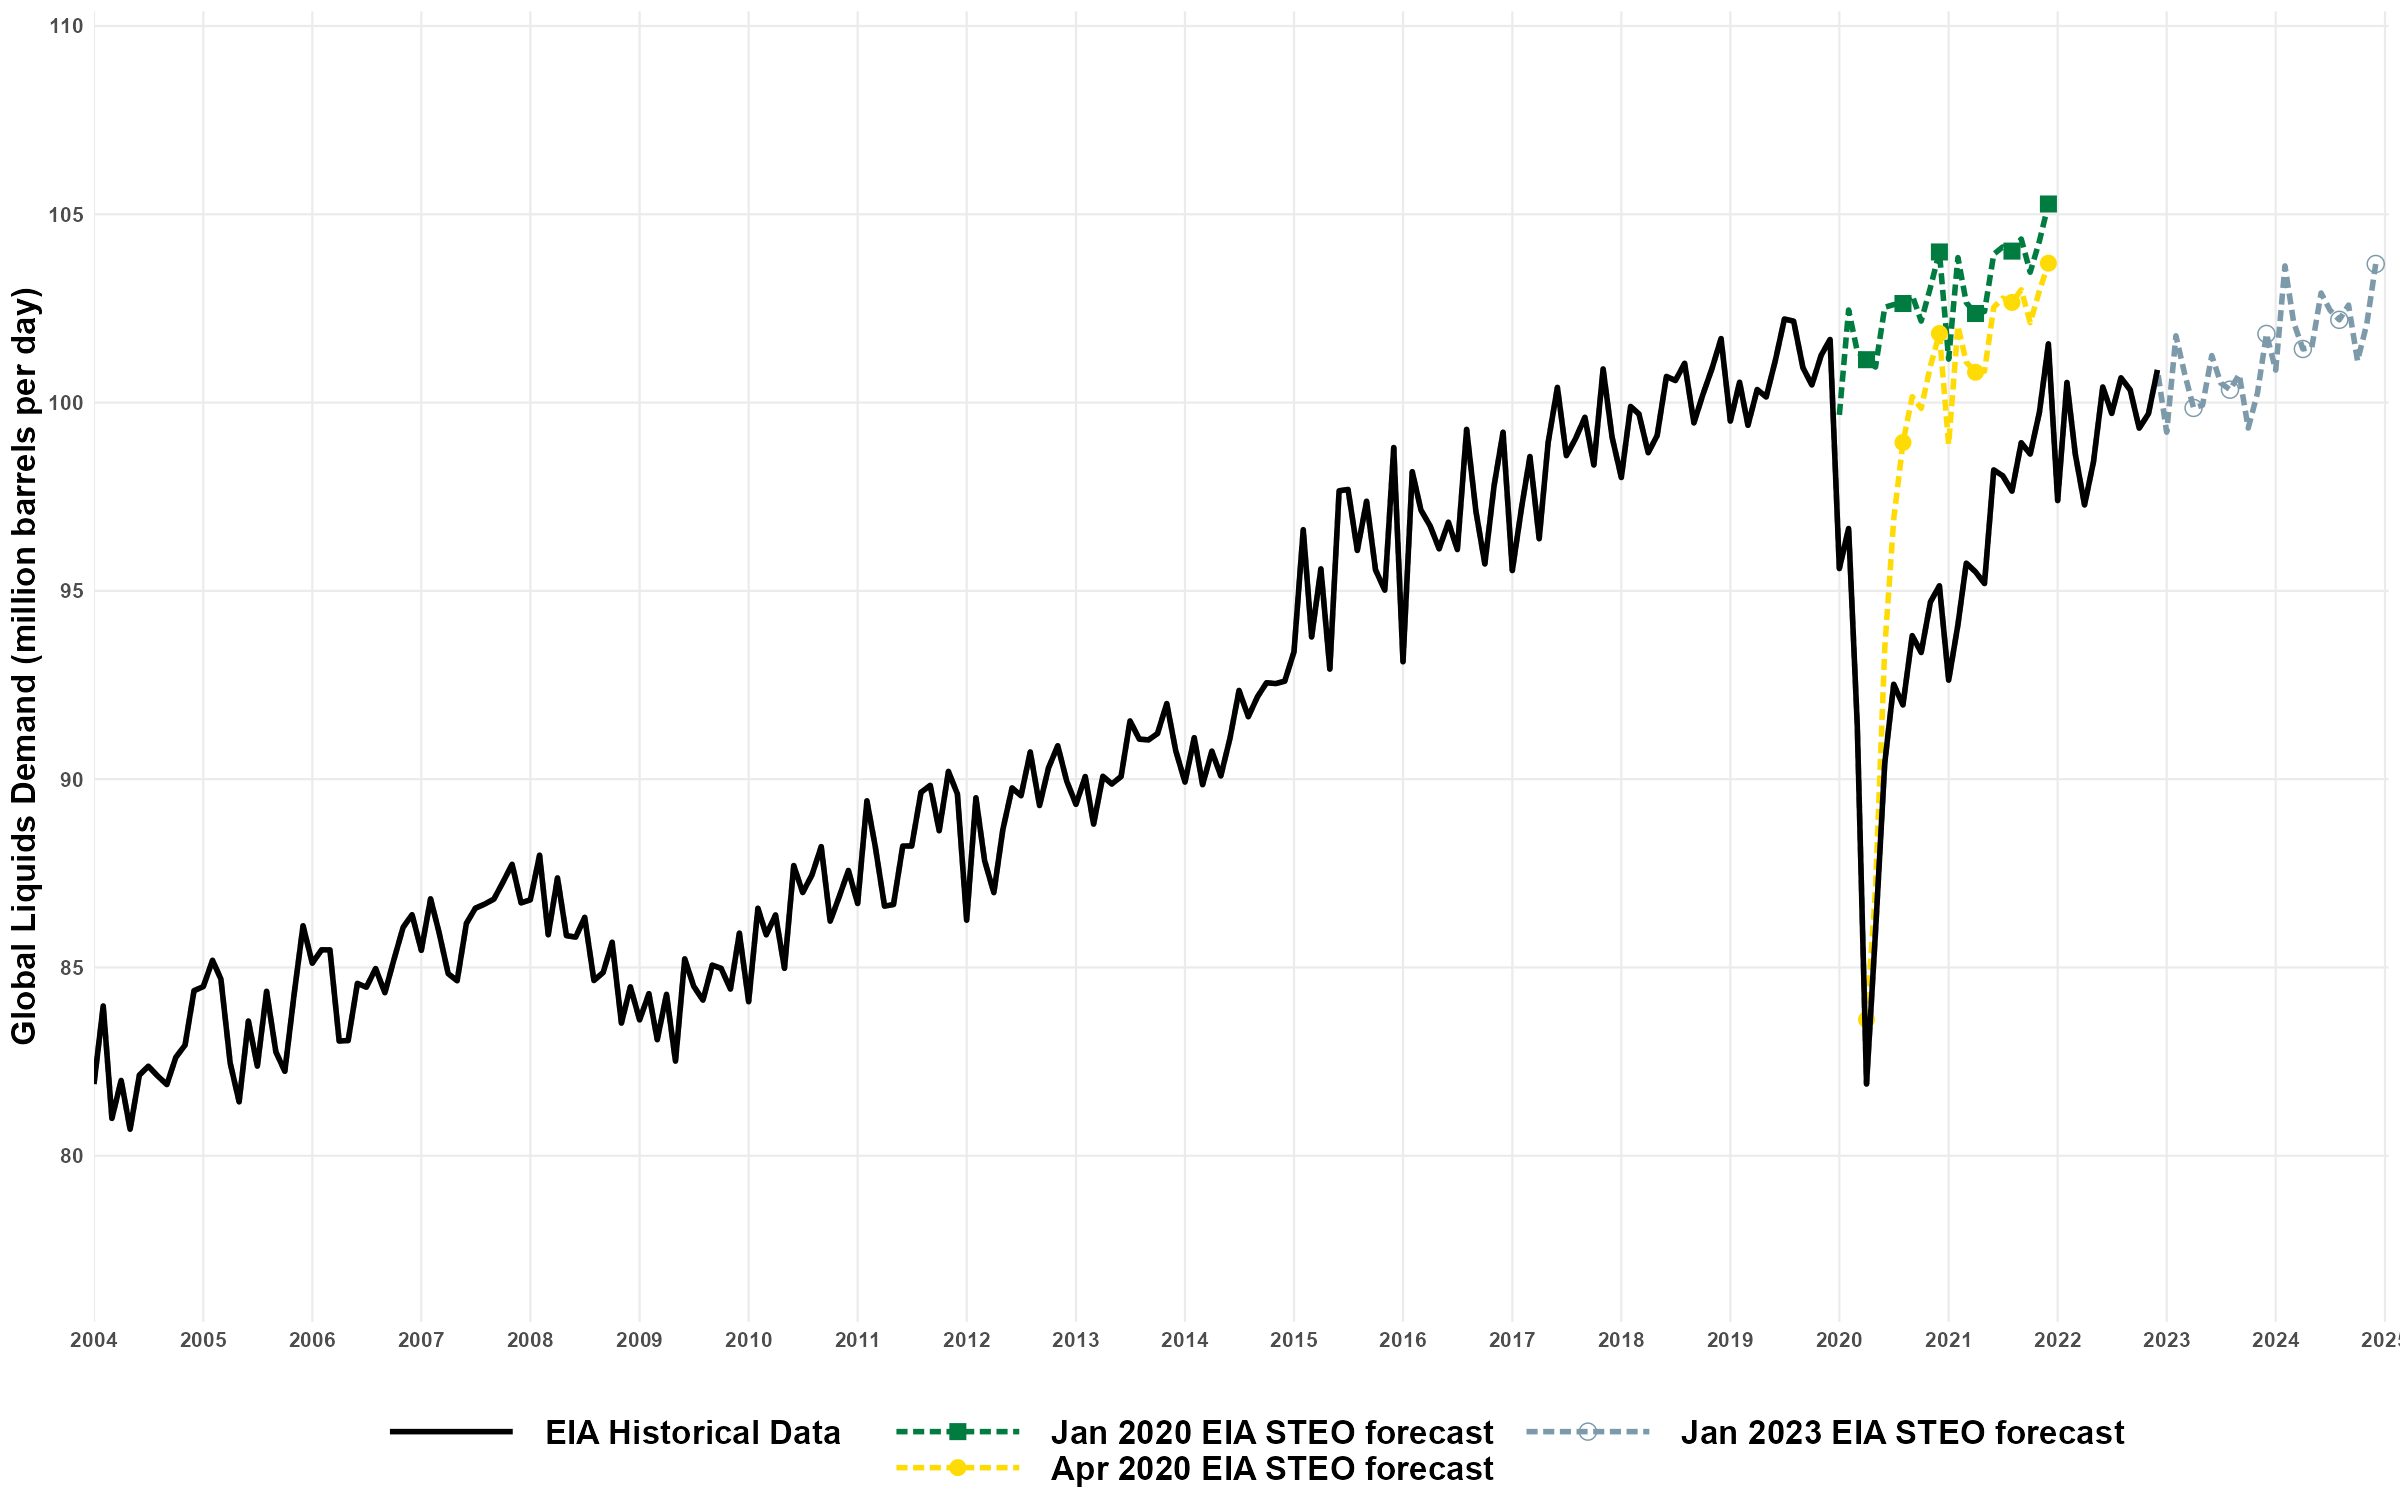 110
105
100
95
90
85
80
Global Liquids Demand (million barrels per day)
2004 2005 2006 2007 2008 2009 2010 2011 2012 2013 2014 2015 2016 2017 2018 2019 2020 2021 2022 2023 2024 2025
EIA Historical Data
Jan 2020 EIA STEO forecast
Apr 2020 EIA STEO forecast
Jan 2023 EIA STEO forecast